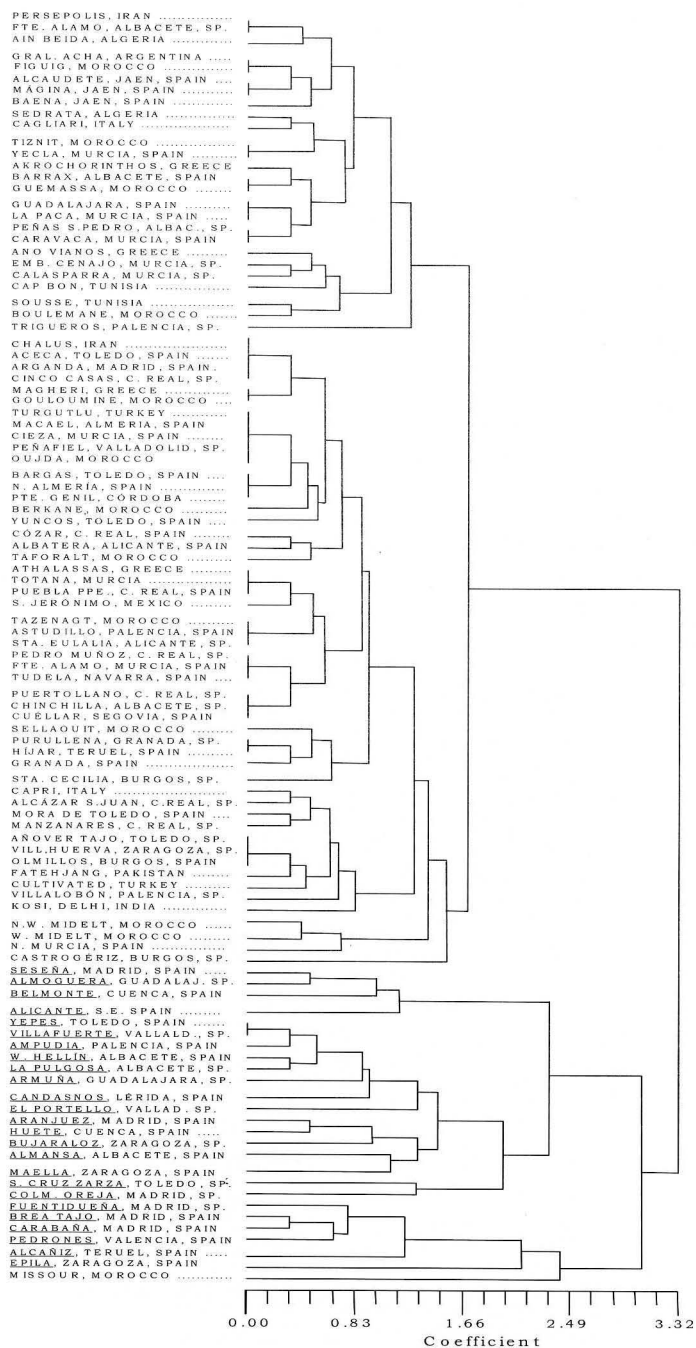 PERSEPOLIS, IRAN ...............
FTE. ALAMO, ALBACETE, SP.
AIN BEIDA, ALGERIA
GRAL. ACHA, ARGENTINA .....
FIGUIG, MOROCCO
ALCAUDETE, JAEN, SPAIN ....
MÁGINA, JAEN, SPAIN ..........
BAENA, JAEN, SPAIN
SEDRATA, ALGERIA ...............
CAGLIARI, ITALY ..................
TIZNIT, MOROCCO ................
YECLA, MURCIA, SPAIN ..........
AKROCHORINTHOS, GREECE
BARRAX, ALBACETE, SPAIN
GUEMASSA, MOROCCO ........
GUADALAJARA, SPAIN ..........
LA PACA, MURCIA, SPAIN .....
PEÑAS S.PEDRO, ALBAC., SP.
CARAVACA, MURCIA, SPAIN
ANO VIANOS, GREECE .........
EMB. CENAJO, MURCIA, SP.
CALASPARRA, MURCIA, SP.
CAP BON, TUNISIA ...............
SOUSSE, TUNISIA ................
BOULEMANE, MOROCCO ......
TRIGUEROS, PALENCIA, SP.
CHALUS, IRAN ....................
ACECA, TOLEDO, SPAIN .......
ARGANDA, MADRID, SPAIN.
CINCO CASAS, C. REAL, SP.
MAGHERI, GREECE ..............
GOULOUMINE, MOROCCO ....
TURGUTLU, TURKEY ............
MACAEL, ALMERIA, SPAIN
CIEZA, MURCIA, SPAIN ........
PEÑAFIEL, VALLADOLID, SP.
OUJDA, MOROCCO
BARGAS, TOLEDO, SPAIN ....
N. ALMERÍA, SPAIN ..............
PTE. GENIL, CÓRDOBA ........
BERKANE, MOROCCO ..........
YUNCOS, TOLEDO, SPAIN ....
CÓZAR, C. REAL, SPAIN ......
ALBATERA, ALICANTE, SPAIN
TAFORALT, MOROCCO ..........
ATHALASSAS, GREECE
TOTANA, MURCIA ................
PUEBLA PPE., C. REAL, SPAIN
S. JERÓNIMO, MEXICO ........
TAZENAGT, MOROCCO .........
ASTUDILLO, PALENCIA, SPAIN
STA. EULALIA, ALICANTE, SP.
PEDRO MUÑOZ, C. REAL, SP.
FTE. ALAMO, MURCIA, SPAIN
TUDELA, NAVARRA, SPAIN ....
PUERTOLLANO, C. REAL, SP.
CHINCHILLA, ALBACETE, SP.
CUÉLLAR, SEGOVIA, SPAIN
SELLAOUIT, MOROCCO .........
PURULLENA, GRANADA, SP.
HÍJAR, TERUEL, SPAIN .........
GRANADA, SPAIN ................
STA. CECILIA, BURGOS, SP.
CAPRI, ITALY ......................
ALCÁZAR S.JUAN, C.REAL, SP.
MORA DE TOLEDO, SPAIN ....
MANZANARES, C. REAL, SP.
AÑOVER TAJO, TOLEDO, SP.
VILL.HUERVA, ZARAGOZA, SP.
OLMILLOS, BURGOS, SPAIN
FATEHJANG, PAKISTAN ........
CULTIVATED, TURKEY ..........
VILLALOBÓN, PALENCIA, SP.
KOSI, DELHI, INDIA .............
N.W. MIDELT, MOROCCO ......
W. MIDELT, MOROCCO .........
N. MURCIA, SPAIN ...............
CASTROGÉRIZ, BURGOS, SP.
SESEÑA, MADRID, SPAIN .....
ALMOGUERA, GUADALAJ. SP.
BELMONTE, CUENCA, SPAIN
ALICANTE, S.E. SPAIN .........
YEPES, TOLEDO, SPAIN .......
VILLAFUERTE, VALLALD., SP.
AMPUDIA, PALENCIA, SPAIN
W. HELLÍN, ALBACETE, SPAIN
LA PULGOSA, ALBACETE, SP.
ARMUÑA, GUADALAJARA, SP.
CANDASNOS, LÉRIDA, SPAIN
EL PORTELLO, VALLAD. SP.
ARANJUEZ, MADRID, SPAIN
HUETE, CUENCA, SPAIN .....
BUJARALOZ, ZARAGOZA, SP.
ALMANSA, ALBACETE, SPAIN
MAELLA, ZARAGOZA, SPAIN
S. CRUZ ZARZA, TOLEDO, SP.
COLM. OREJA, MADRID, SP.
FUENTIDUEÑA, MADRID, SP.
BREA TAJO, MADRID, SPAIN
CARABAÑA, MADRID, SPAIN
PEDRONES, VALENCIA, SPAIN
ALCAÑIZ, TERUEL, SPAIN .....
EPILA, ZARAGOZA, SPAIN
MISSOUR, MOROCCO ............
0.00 0.83 1.66 2.49 3.32
Coefficient